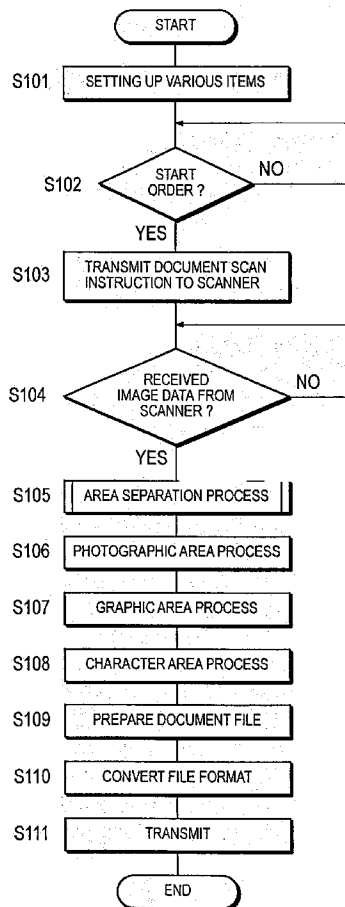 START
S101 SETTING UP VARIOUS ITEMS
S102 START
ORDER ?
NO
YES
S103 TRANSMIT DOCUMENT SCAN
INSTRUCTION TO SCANNER
S104 RECEIVED
IMAGE DATA FROM
SCANNER ?
NO
YES
S105 AREA SEPARATION PROCESS
S106 PHOTOGRAPHIC AREA PROCESS
S107 GRAPHIC AREA PROCESS
S108 CHARACTER AREA PROCESS
S109 PREPARE DOCUMENT FILE
S110 CONVERT FILE FORMAT
S111 TRANSMIT
END